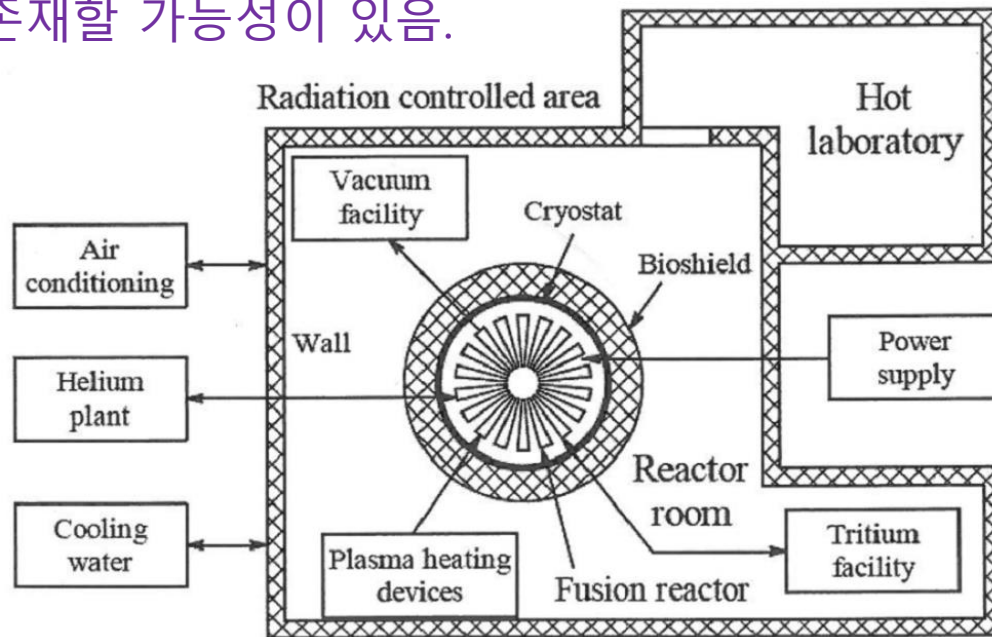 존재할 가능성이 있음.
Radiation controlled area
Hot
laboratory
Vacuum
facility
Cryostat
Air
conditioning
Bioshield
Wall
Power
supply
Helium
plant
Reactor
room
Cooling
water
Plasma heating
devices
Fusion reactor
Tritium
facility